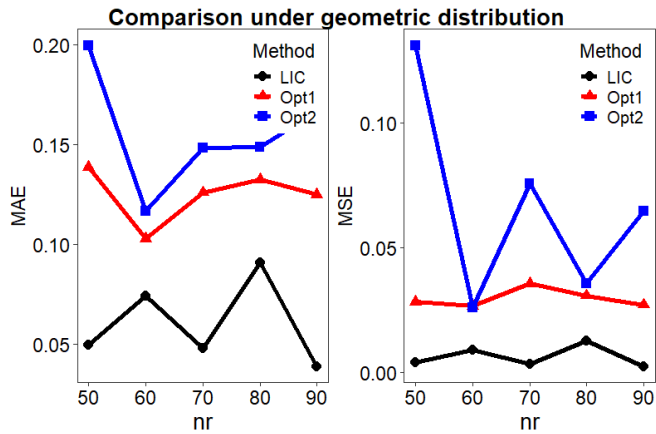 Comparison under geometric distribution
MAE
0.20
0.15
0.10
0.05
Method
LIC
Opt1
Opt2
50 60 70 80 90
nr
MSE
0.10
0.05
0.00
Method
LIC
Opt1
Opt2
50 60 70 80 90
nr